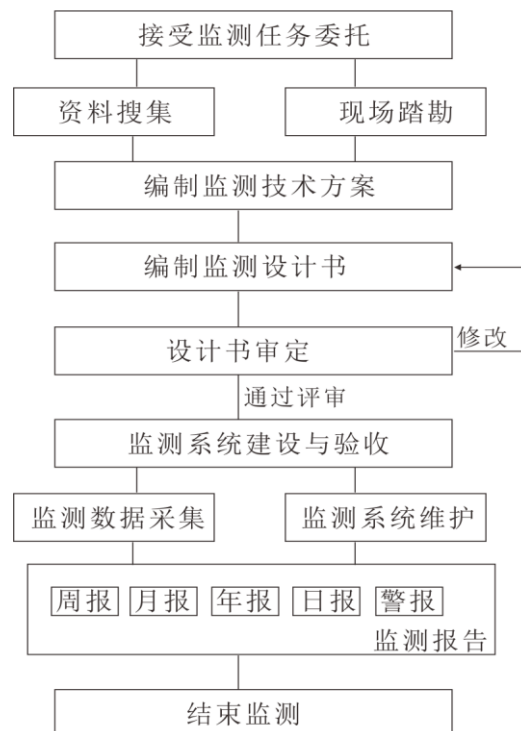 接受监测任务委托
资料搜集
现场踏勘
编制监测技术方案
编制监测设计书
设计书审定
修改
通过评审
监测系统建设与验收
监测数据采集
监测系统维护
周报 月报 年报 日报 警报
监测报告
结束监测